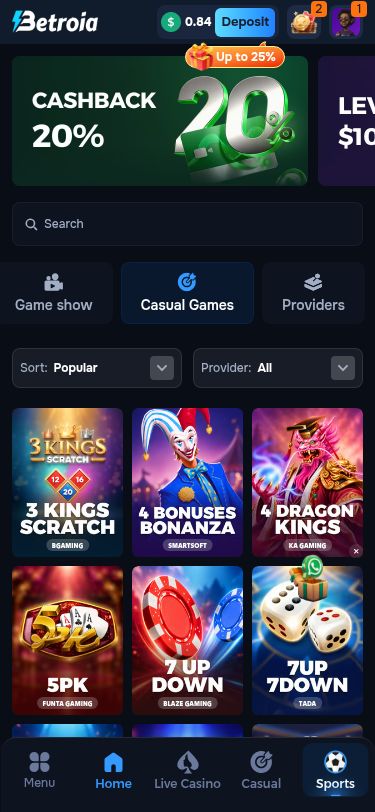 Betroia
$ 0.84 Deposit
2
1
Up to 25%
CASHBACK
20%
20%
LEV
$10
Search
Game show
Casual Games
Providers
Sort: Popular
Provider: All
3 KINGS
SCRATCH
12 16
20
3 KINGS
SCRATCH
BGAMING
4 BONUSES
BONANZA
SMARTSOFT
4 DRAGON
KINGS
KA GAMING
×
5PK
A A A
5PK
FUNTA GAMING
7 UP
DOWN
BLAZE GAMING
7UP
7DOWN
TADA
Menu
Home
Live Casino
Casual
Sports